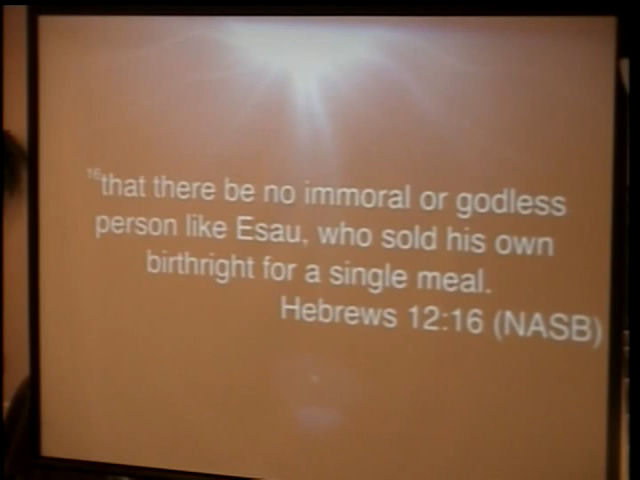 16that there be no immoral or godless
person like Esau, who sold his own
birthright for a single meal.
Hebrews 12:16 (NASB)